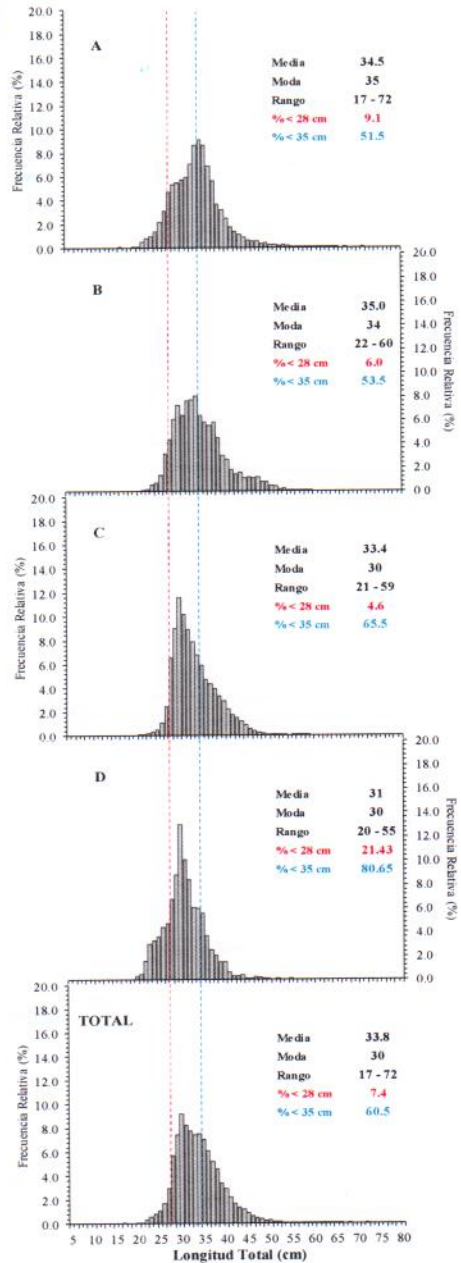 20.0
18.0
16.0
14.0
12.0
10.0
8.0
6.0
4.0
2.0
0.0
Frecuencia Relativa (%)
A
Media 34.5
Moda 35
Rango 17 - 72
% < 28 cm 9.1
% < 35 cm 51.5
B
Media 35.0
Moda 34
Rango 22 - 60
% < 28 cm 6.0
% < 35 cm 53.5
20.0
18.0
16.0
14.0
12.0
10.0
8.0
6.0
4.0
2.0
0.0
Frecuencia Relativa (%)
20.0
18.0
16.0
14.0
12.0
10.0
8.0
6.0
4.0
2.0
0.0
Frecuencia Relativa (%)
C
Media 33.4
Moda 30
Rango 21 - 59
% < 28 cm 4.6
% < 35 cm 65.5
D
Media 31
Moda 30
Rango 20 - 55
% < 28 cm 21.43
% < 35 cm 80.65
20.0
18.0
16.0
14.0
12.0
10.0
8.0
6.0
4.0
2.0
0.0
Frecuencia Relativa (%)
20.0
18.0
16.0
14.0
12.0
10.0
8.0
6.0
4.0
2.0
0.0
Frecuencia Relativa (%)
TOTAL
Media 33.8
Moda 30
Rango 17 - 72
% < 28 cm 7.4
% < 35 cm 60.5
5 10 15 20 25 30 35 40 45 50 55 60 65 70 75 80
Longitud Total (cm)